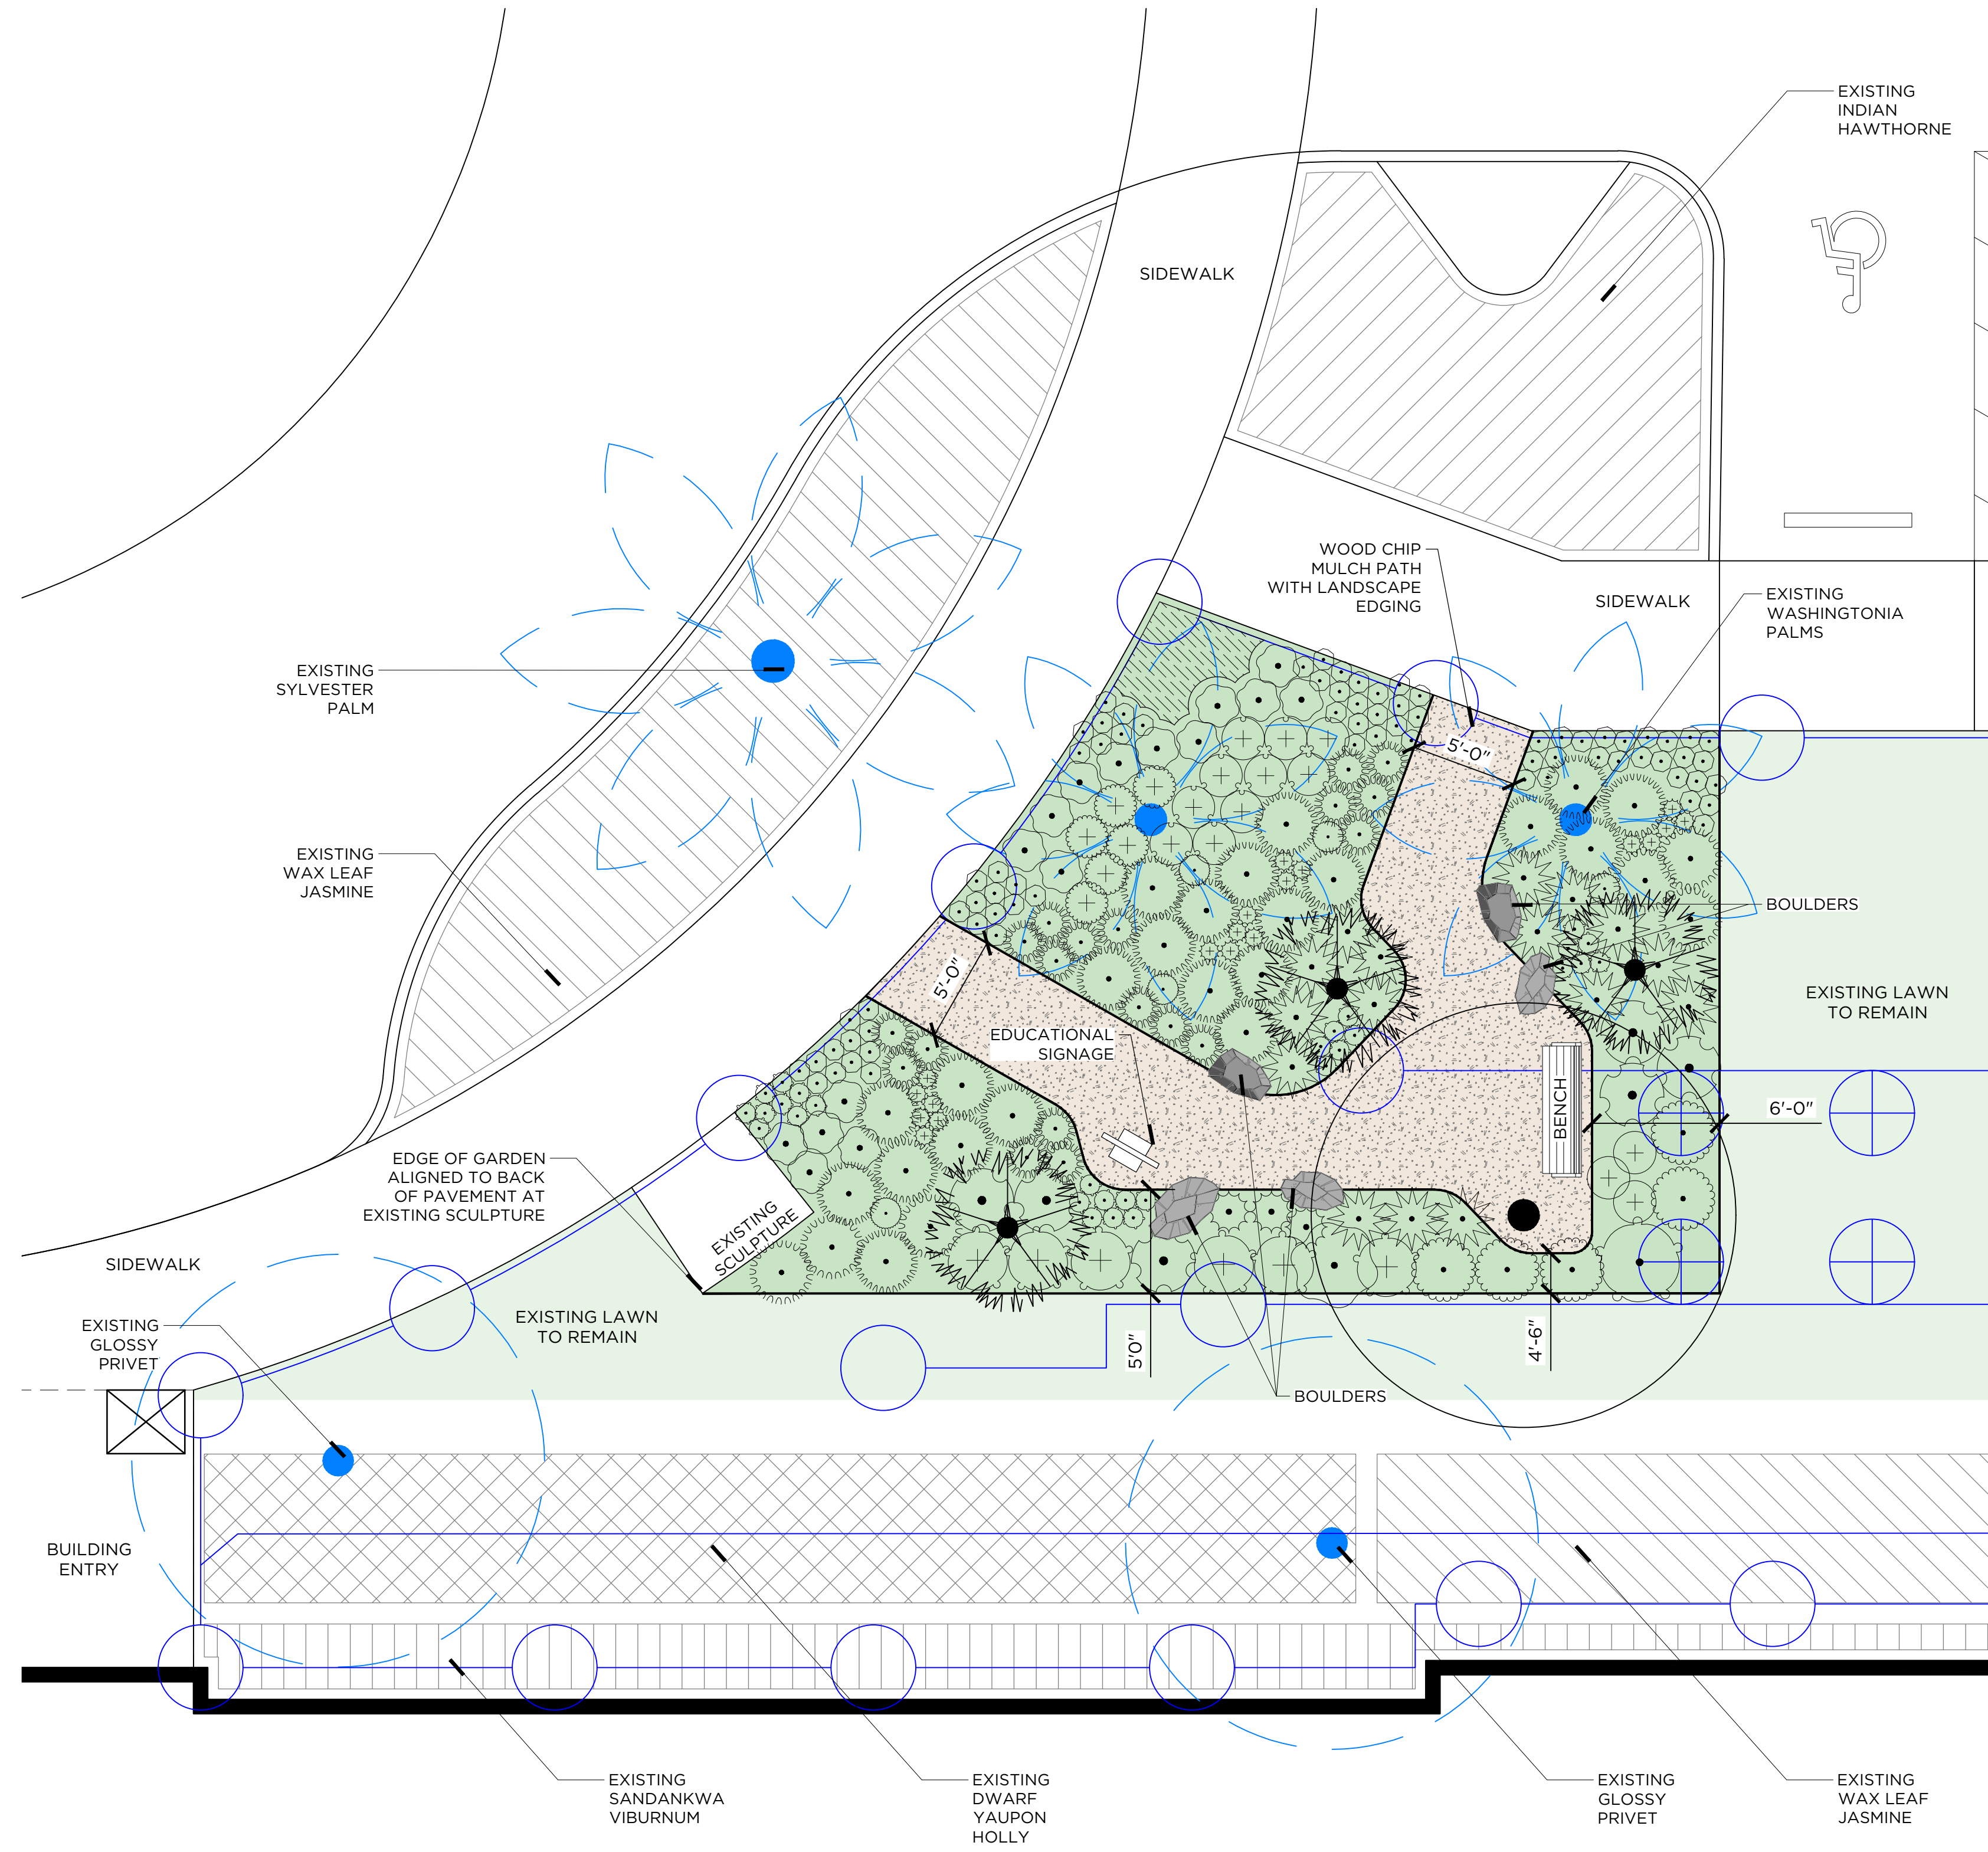 EXISTING
INDIAN
HAWTHORNE
SIDEWALK
WOOD CHIP
MULCH PATH
WITH LANDSCAPE
EDGING
SIDEWALK
EXISTING
WASHINGTONIA
PALMS
EXISTING
SYLVESTER
PALM
5'-0"
EXISTING
WAX LEAF
JASMINE
BOULDERS
5'-0"
EXISTING LAWN
TO REMAIN
EDUCATIONAL
SIGNAGE
BENCH
6'-0"
EDGE OF GARDEN
ALIGNED TO BACK
OF PAVEMENT AT
EXISTING SCULPTURE
EXISTING
SCULPTURE
SIDEWALK
EXISTING LAWN
TO REMAIN
EXISTING
GLOSSY
PRIVET
5'0"
4'-6"
BOULDERS
BUILDING
ENTRY
EXISTING
SANDANKWA
VIBURNUM
EXISTING
DWARF
YAUPON
HOLLY
EXISTING
GLOSSY
PRIVET
EXISTING
WAX LEAF
JASMINE